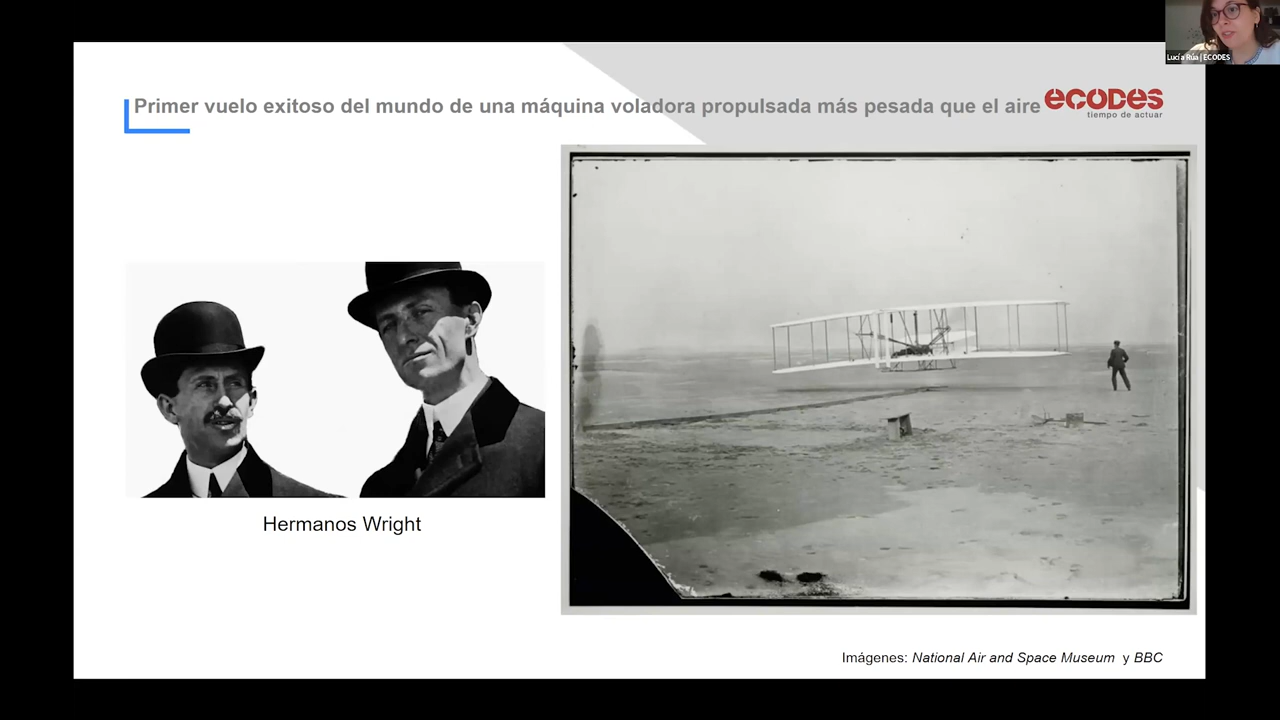 Lucía Rúa | ECODES
Primer vuelo exitoso del mundo de una máquina voladora propulsada más pesada que el aire
ecodes
tiempo de actuar
Hermanos Wright
Imágenes: National Air and Space Museum y BBC